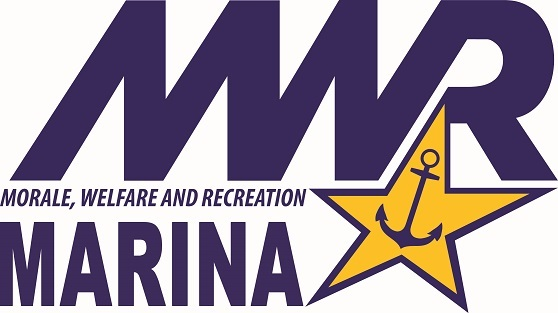 MWR
MORALE, WELFARE AND RECREATION
MARINA